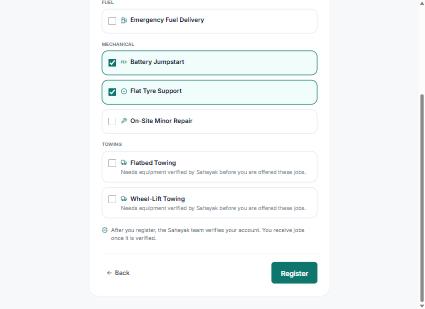 FUEL
Emergency Fuel Delivery
MECHANICAL
Battery Jumpstart
Flat Tyre Support
On-Site Minor Repair
TOWING
Flatbed Towing
Needs equipment verified by Sahayak before you are offered these jobs.
Wheel-Lift Towing
Needs equipment verified by Sahayak before you are offered these jobs.
After you register, the Sahayak team verifies your account. You receive jobs
once it is verified.
← Back
Register